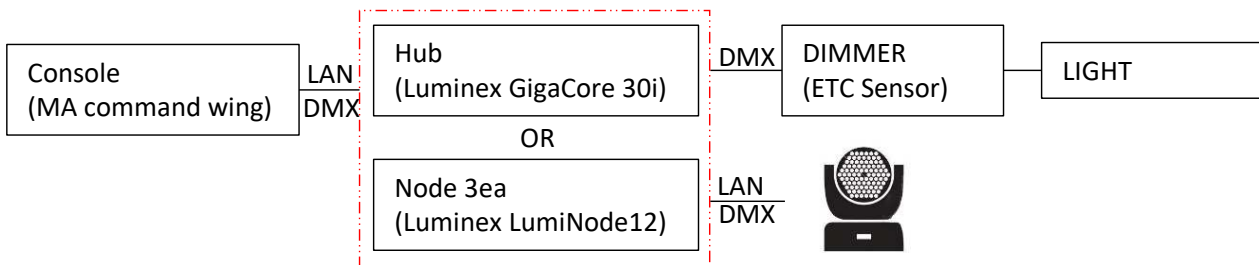 Console
(MA command wing)
LAN
DMX
Hub
(Luminex GigaCore 30i)
OR
Node 3ea
(Luminex LumiNode12)
DMX
DIMMER
(ETC Sensor)
LIGHT
LAN
DMX